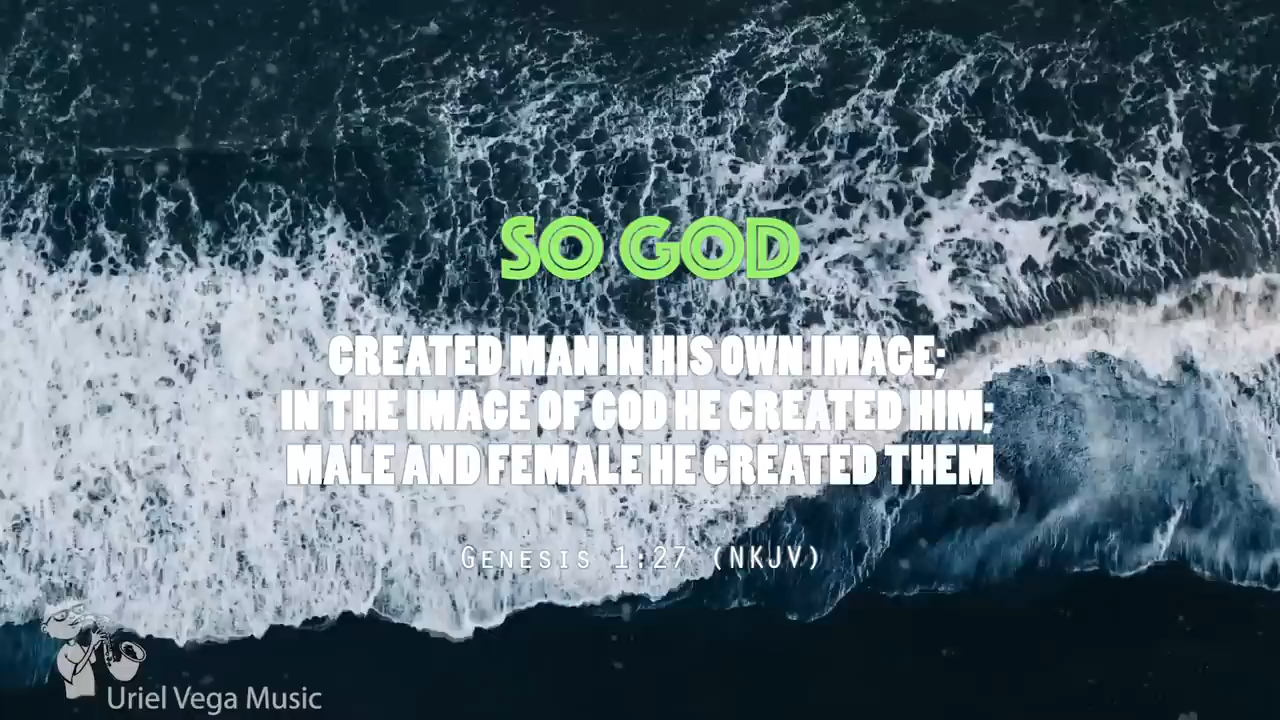 SO GOD
CREATED MAN IN HIS OWN IMAGE;
IN THE IMAGE OF GOD HE CREATED HIM;
MALE AND FEMALE HE CREATED THEM
GENESIS 1:27 (NKJV)
Uriel Vega Music